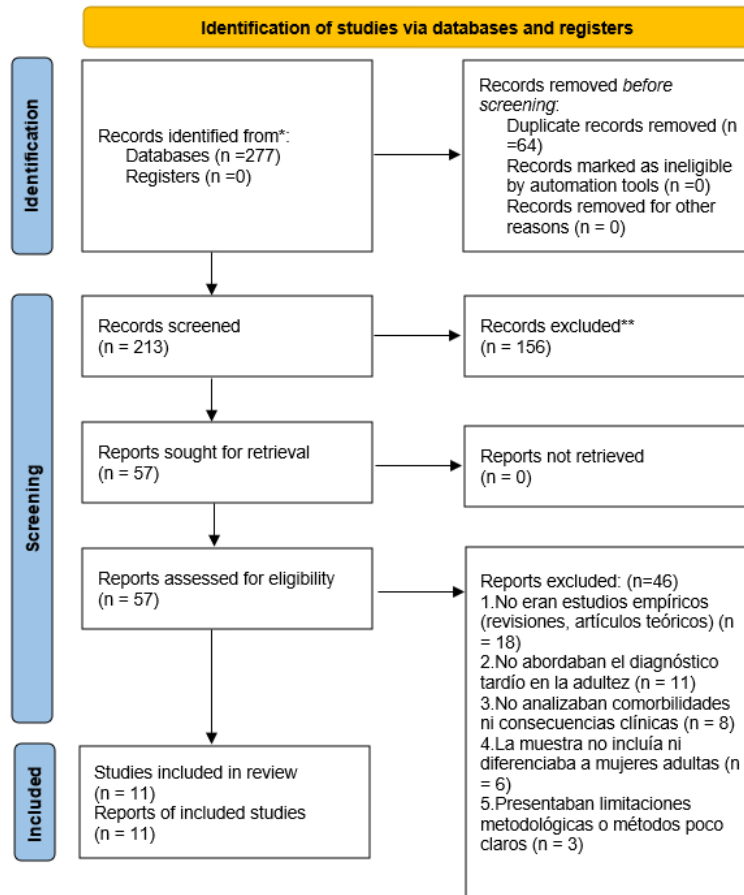 Identification of studies via databases and registers
Identification
Records identified from*:
Databases (n =277)
Registers (n =0)
Records removed before
screening:
Duplicate records removed (n
=64)
Records marked as ineligible
by automation tools (n =0)
Records removed for other
reasons (n = 0)
Screening
Records screened
(n = 213)
Records excluded**
(n = 156)
Reports sought for retrieval
(n = 57)
Reports not retrieved
(n = 0)
Reports assessed for eligibility
(n = 57)
Reports excluded: (n=46)
1.No eran estudios empíricos
(revisiones, artículos teóricos) (n
= 18)
2.No abordaban el diagnóstico
tardío en la adultez (n = 11)
3.No analizaban comorbilidades
ni consecuencias clínicas (n = 8)
4.La muestra no incluía ni
diferenciaba a mujeres adultas (n
= 6)
5.Presentaban limitaciones
metodológicas o métodos poco
claros (n = 3)
Included
Studies included in review
(n = 11)
Reports of included studies
(n = 11)